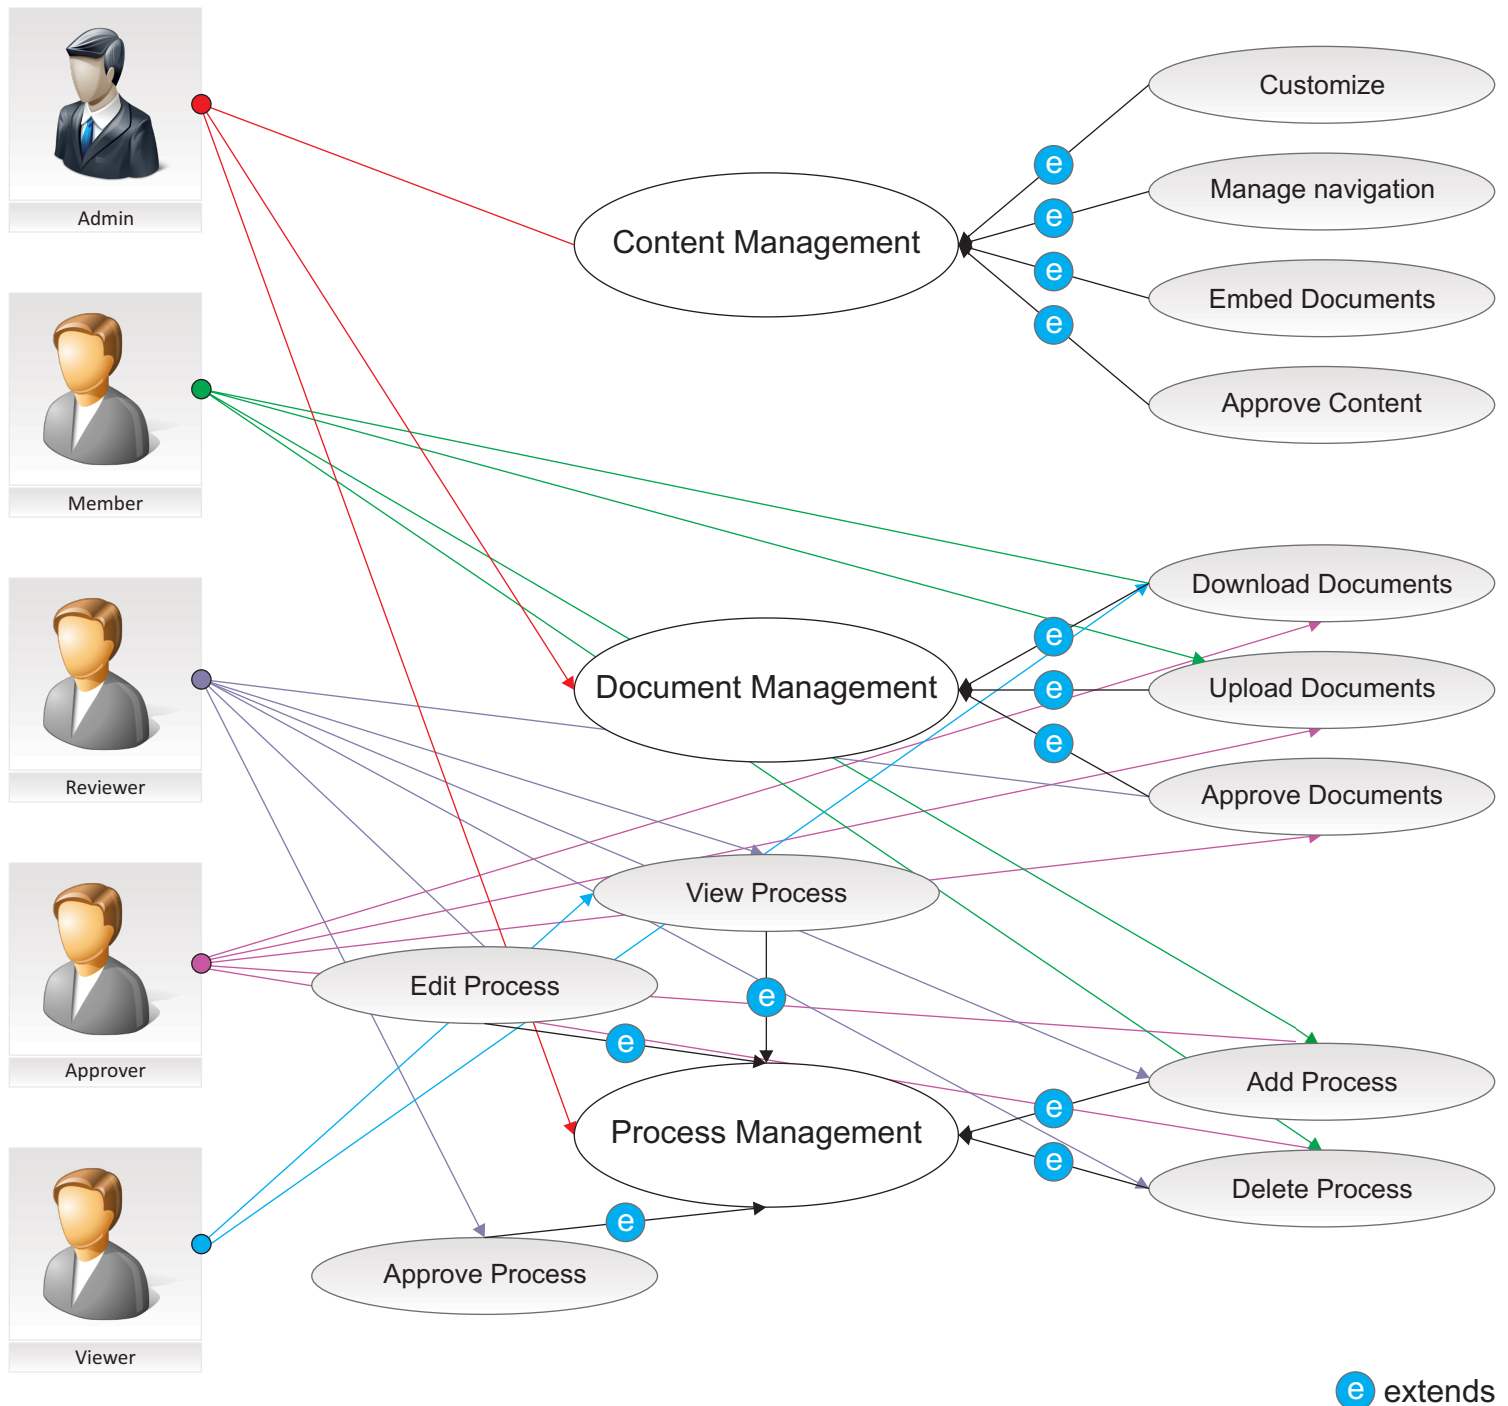 Admin
Member
Reviewer
Approver
Viewer
Content Management
Customize
e
Manage navigation
e
Embed Documents
e
Approve Content
e
Document Management
Download Documents
e
Upload Documents
e
Approve Documents
e
View Process
e
Edit Process
e
Process Management
Add Process
e
Delete Process
e
Approve Process
e
e extends